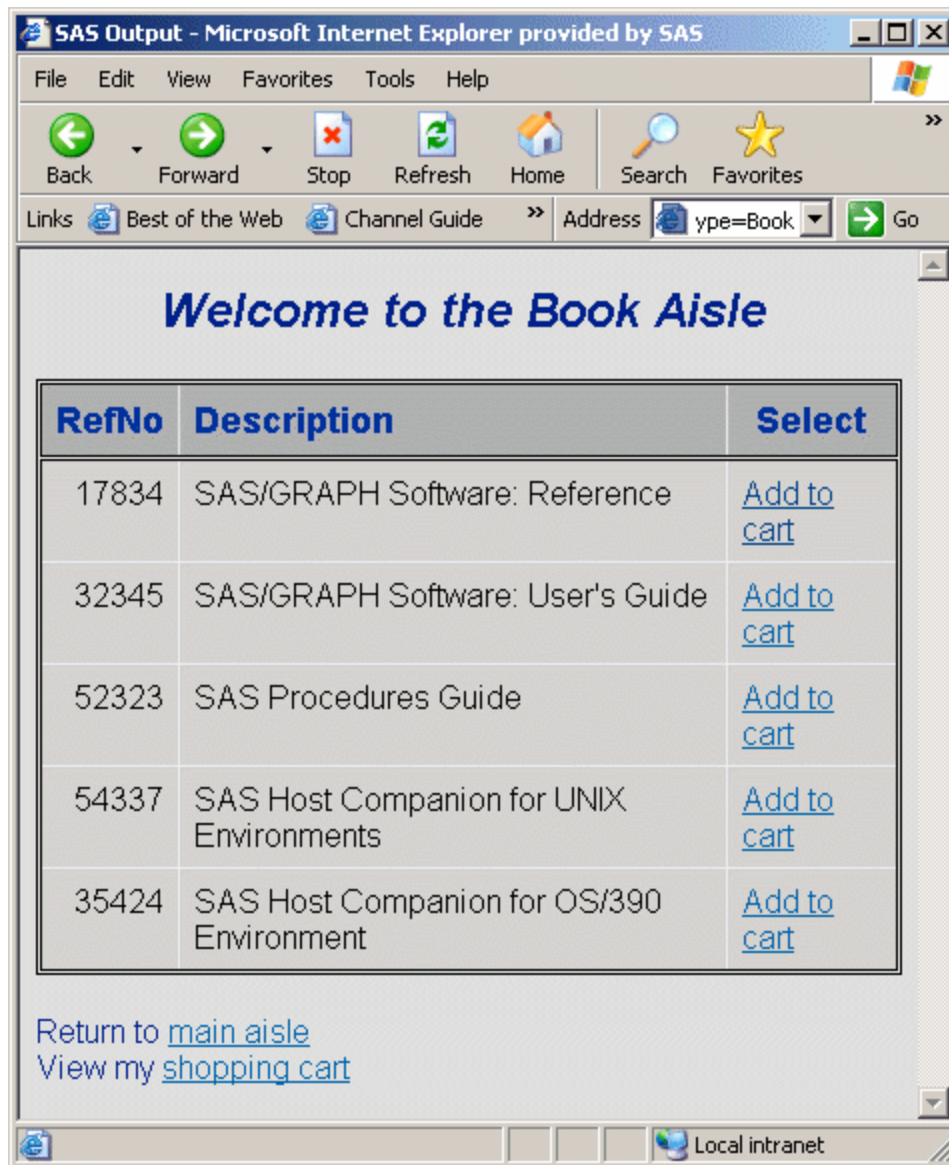 SAS Output - Microsoft Internet Explorer provided by SAS
File Edit View Favorites Tools Help
Back Forward Stop Refresh Home Search Favorites »
Links Best of the Web Channel Guide » Address ype=Book Go
Welcome to the Book Aisle
RefNo Description Select
17834 SAS/GRAPH Software: Reference Add to
cart
32345 SAS/GRAPH Software: User's Guide Add to
cart
52323 SAS Procedures Guide Add to
cart
54337 SAS Host Companion for UNIX Add to
Environments cart
35424 SAS Host Companion for OS/390 Add to
Environment cart
Return to main aisle
View my shopping cart
Local intranet